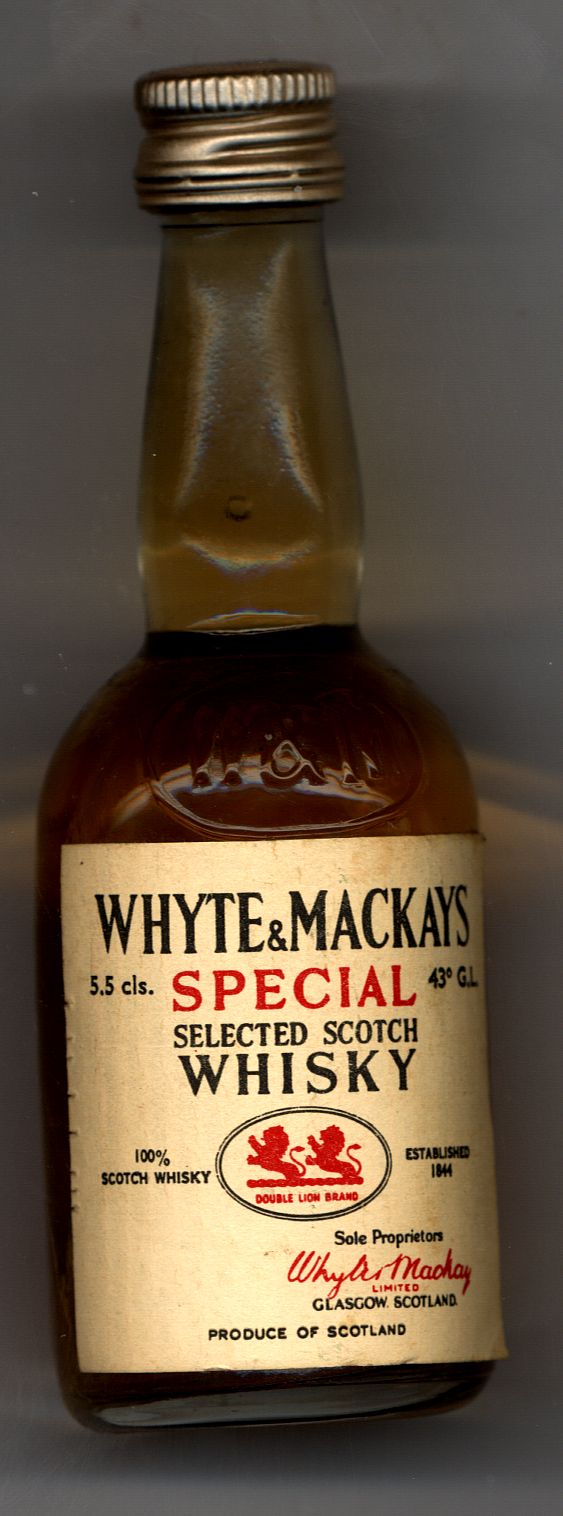 WHYTE & MACKAYS
5.5 cls. SPECIAL 43° G.L.
SELECTED SCOTCH
WHISKY
100%
SCOTCH WHISKY
DOUBLE LION BRAND
ESTABLISHED
1844
Sole Proprietors
Whyte & Mackay
LIMITED
GLASGOW. SCOTLAND.
PRODUCE OF SCOTLAND